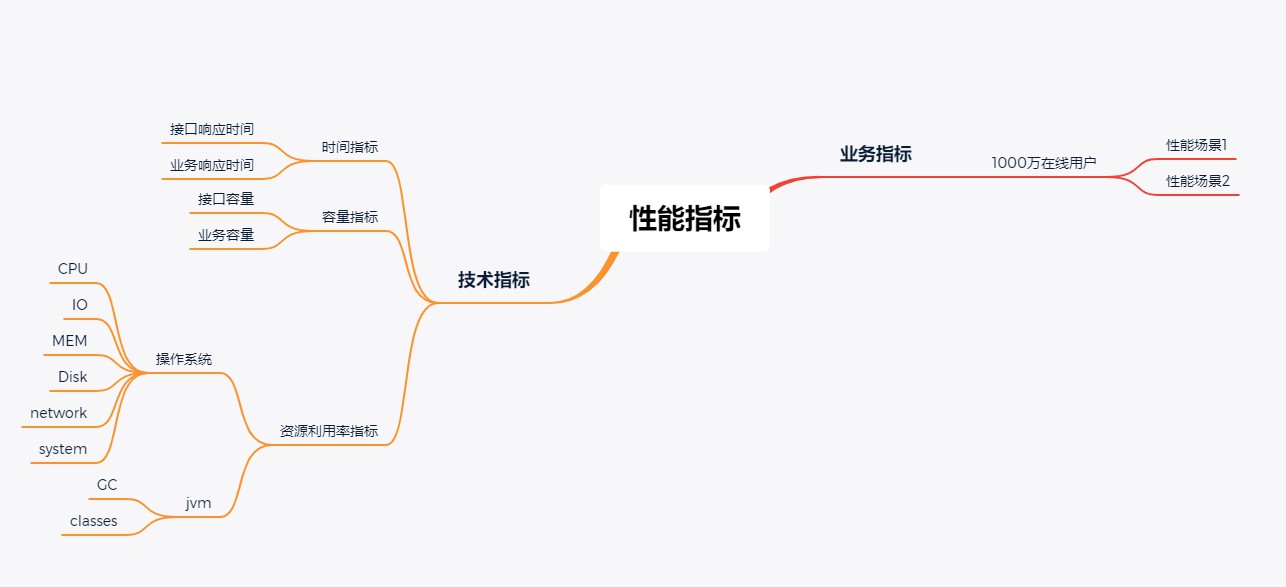 性能指标
业务指标
1000万在线用户
性能场景1
性能场景2
技术指标
时间指标
接口响应时间
业务响应时间
容量指标
接口容量
业务容量
资源利用率指标
操作系统
CPU
IO
MEM
Disk
network
system
jvm
GC
classes